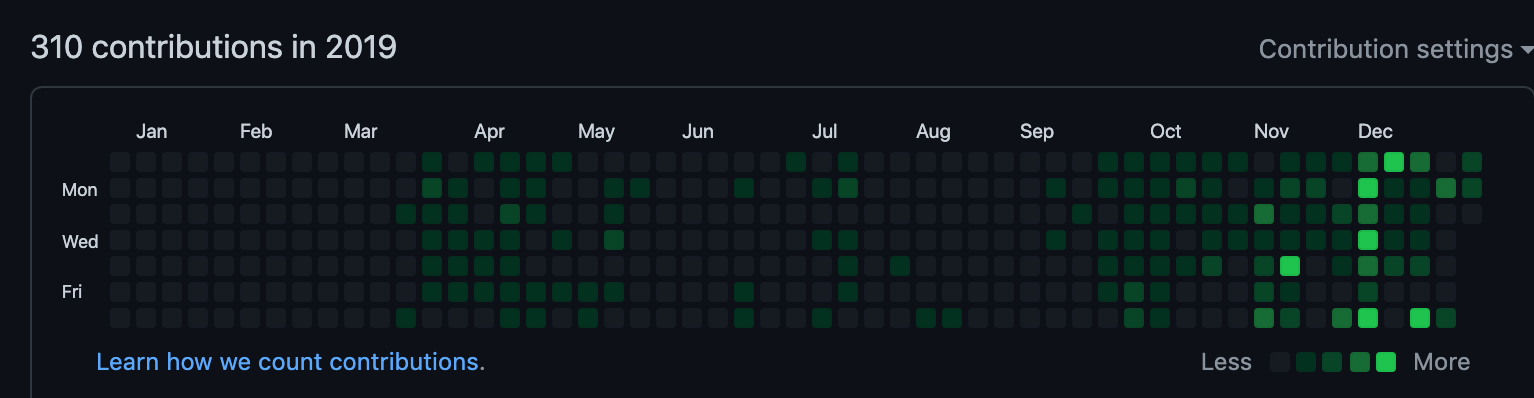 310 contributions in 2019
Contribution settings
Jan Feb Mar Apr May Jun Jul Aug Sep Oct Nov Dec
Mon
Wed
Fri
Learn how we count contributions.
Less More